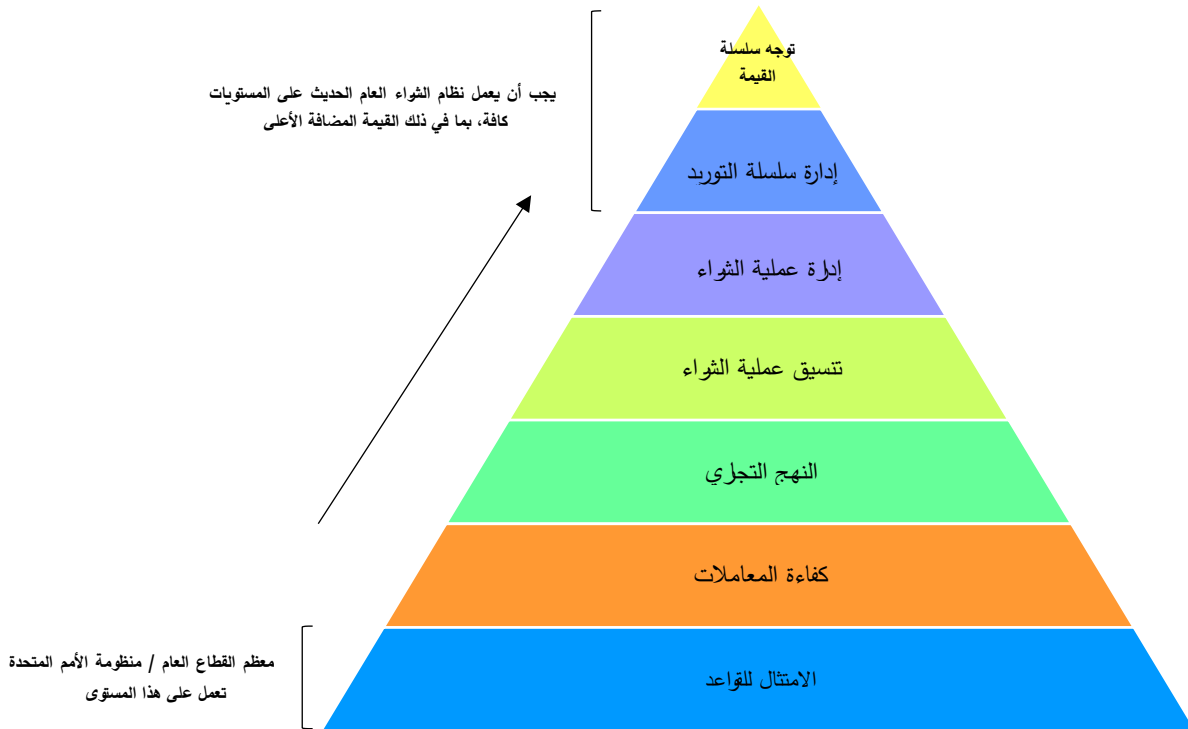 توجه سلسلة
القيمة
يجب أن يعمل نظام الشراء العام الحديث على المستويات
كافة، بما في ذلك القيمة المضافة الأعلى
إدارة سلسلة التوريد
إدارة عملية الشراء
تنسيق عملية الشراء
النهج التجاري
كفاءة المعاملات
معظم القطاع العام / منظومة الأمم المتحدة
تعمل على هذا المستوى
الامتثال للقواعد